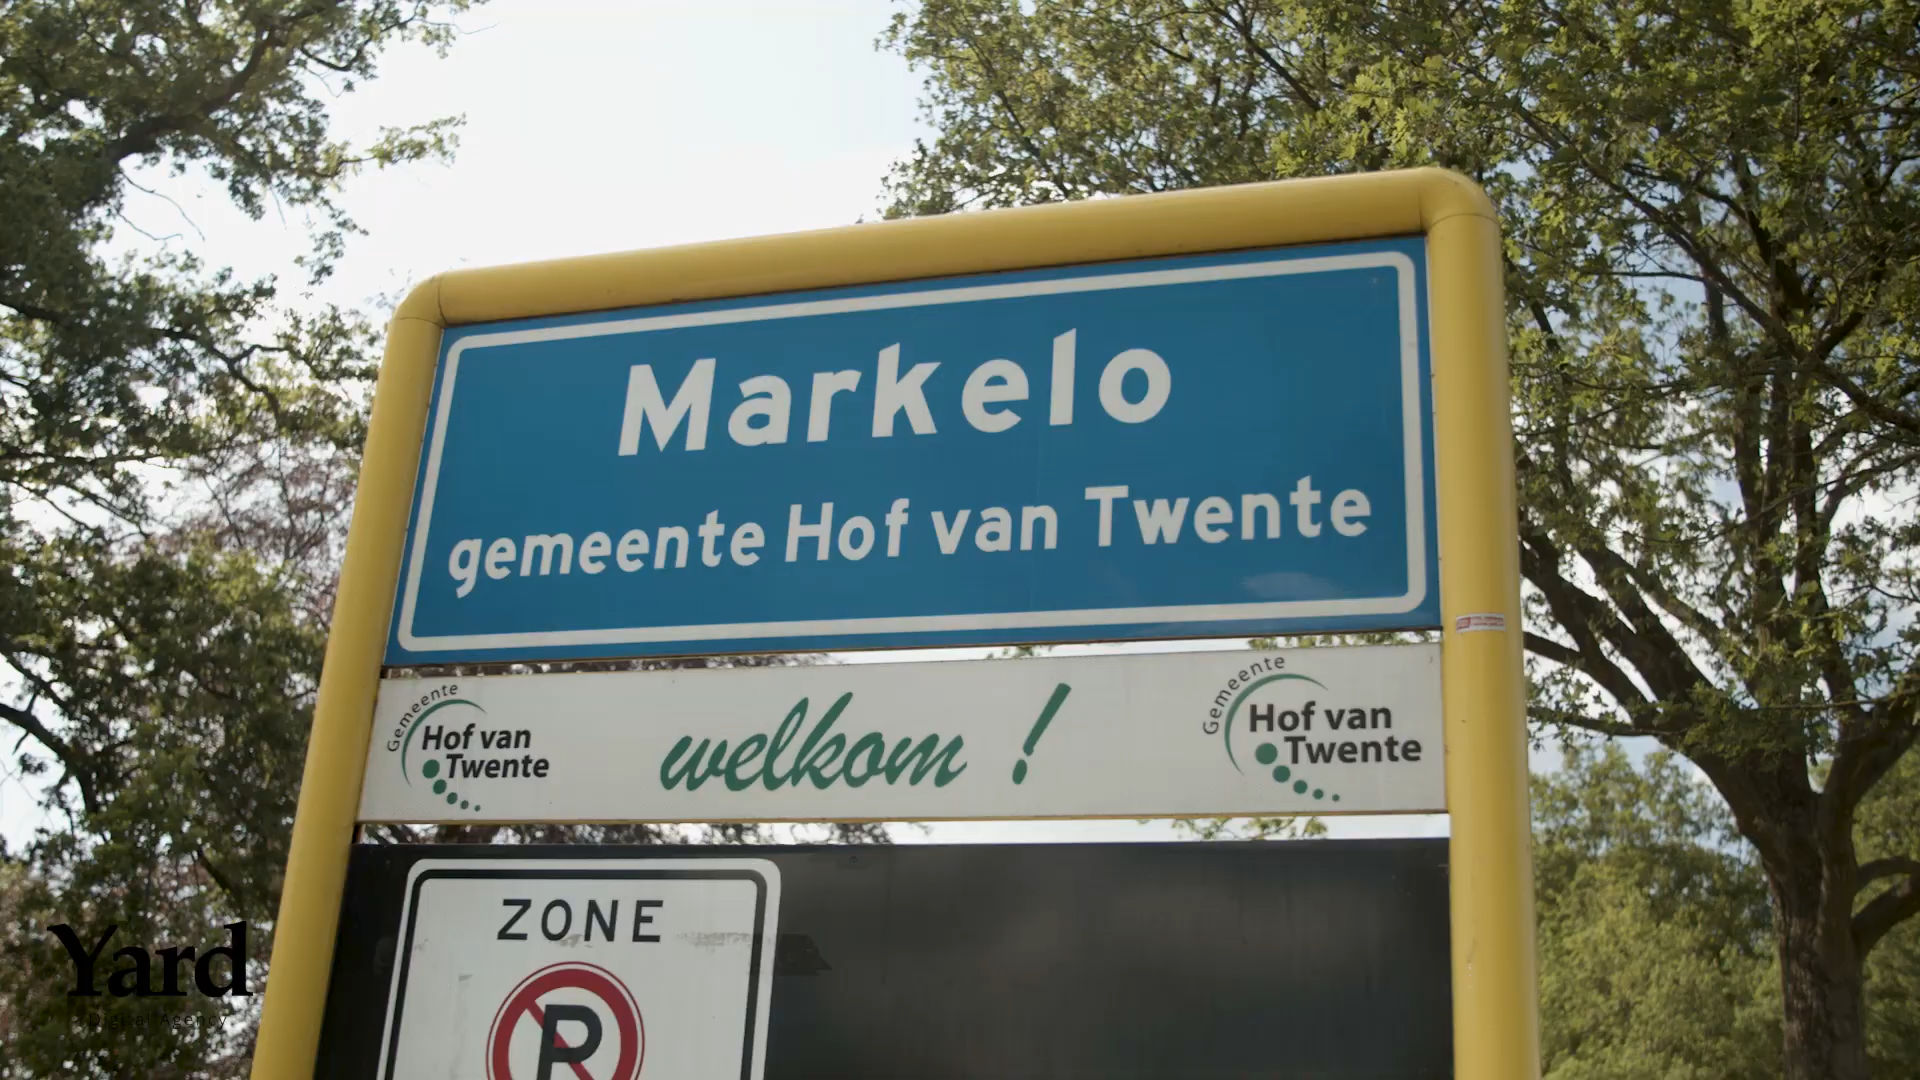 Markelo
gemeente Hof van Twente
Gemeente
Hof van
Twente
welkom !
Gemeente
Hof van
Twente
ZONE
P
Yard
Digital Agency